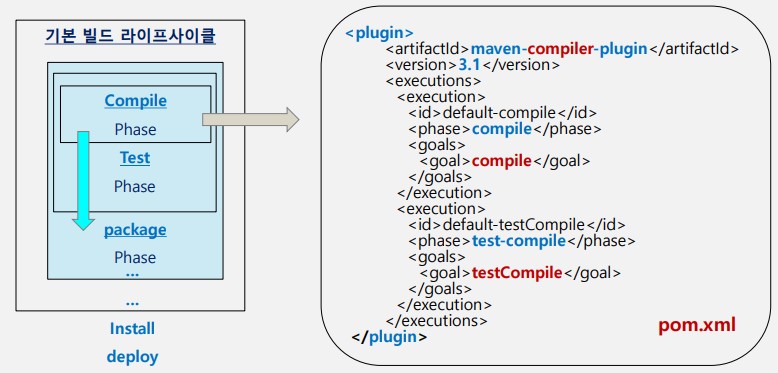 기본 빌드 라이프사이클
Compile
Phase
Test
Phase
package
Phase
...
...
Install
deploy
<plugin>
<artifactId>maven-compiler-plugin</artifactId>
<version>3.1</version>
<executions>
<execution>
<id>default-compile</id>
<phase>compile</phase>
<goals>
<goal>compile</goal>
</goals>
</execution>
<execution>
<id>default-testCompile</id>
<phase>test-compile</phase>
<goals>
<goal>testCompile</goal>
</goals>
</execution>
</executions>
</plugin>
pom.xml